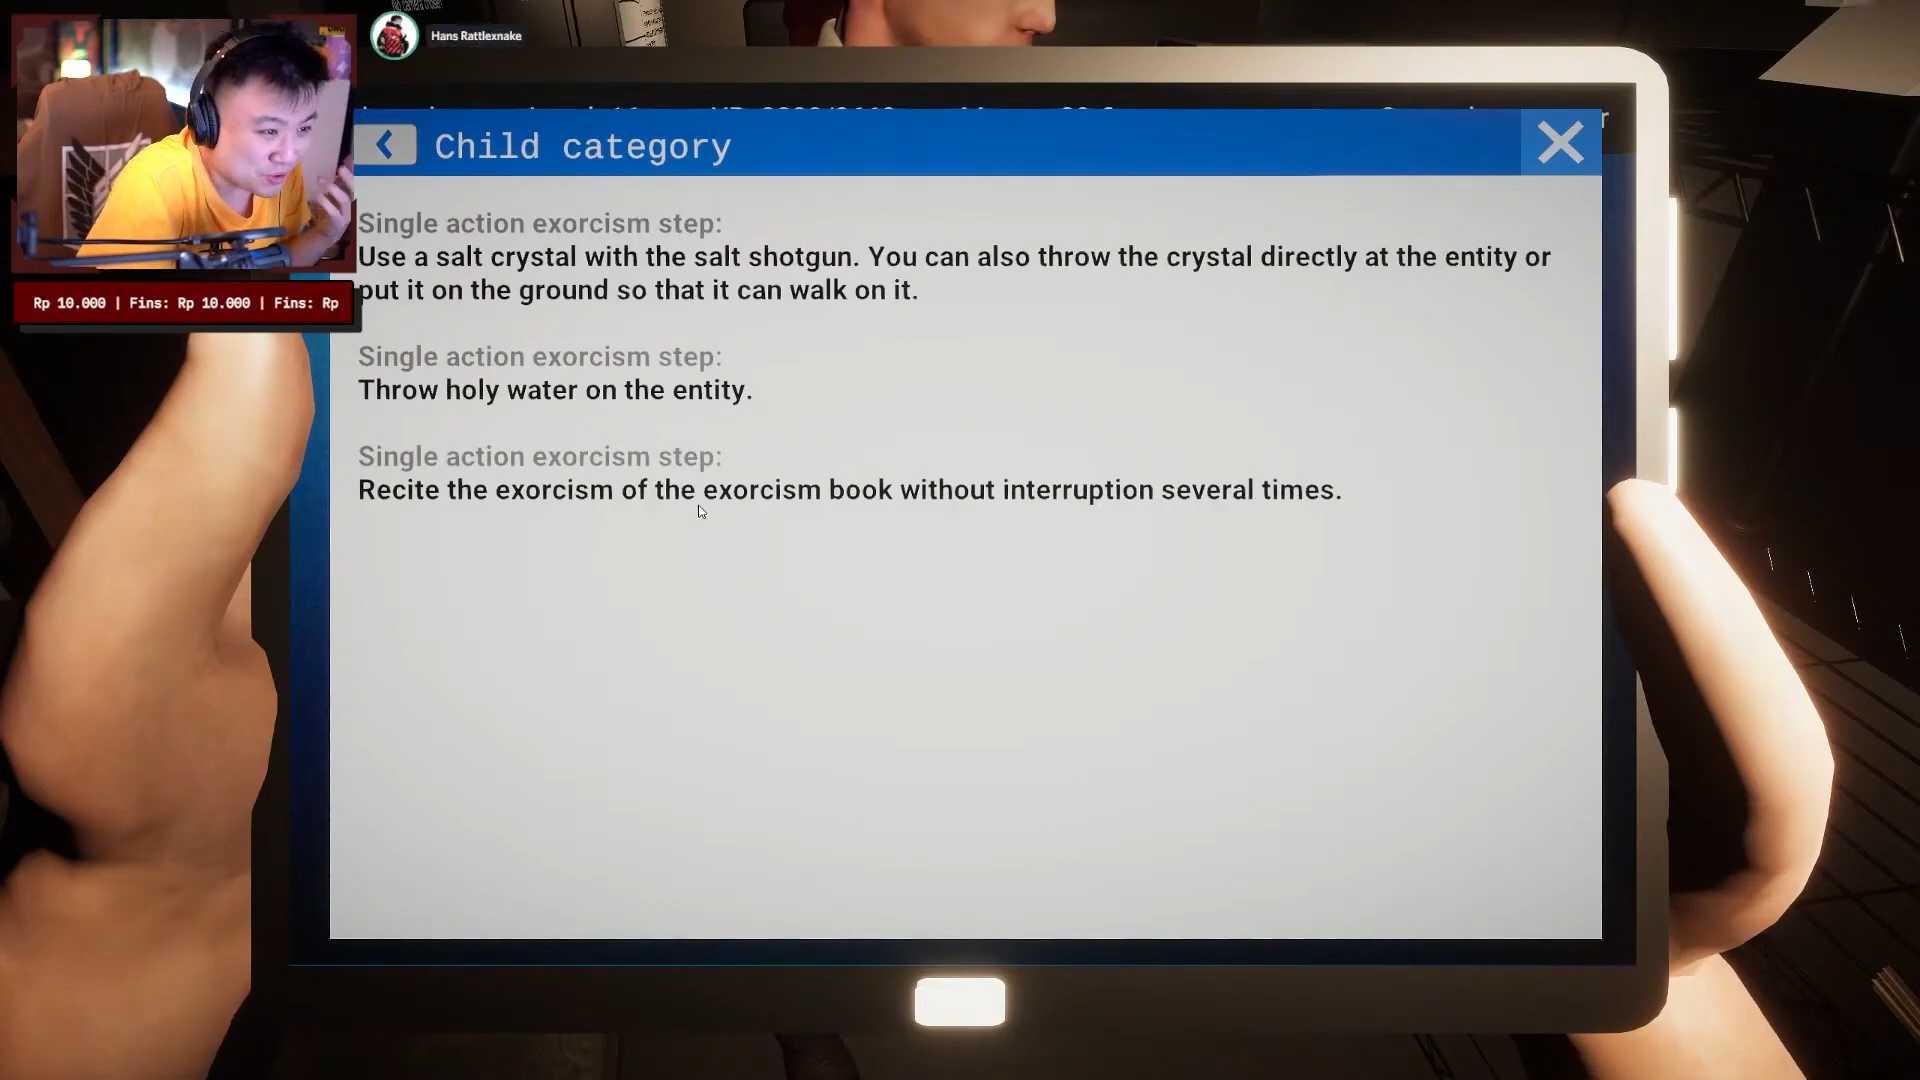 Hans Rattlexnake
Child category
Single action exorcism step:
Use a salt crystal with the salt shotgun. You can also throw the crystal directly at the entity or
put it on the ground so that it can walk on it.
Rp 10.000 | Fins: Rp 10.000 | Fins: Rp
Single action exorcism step:
Throw holy water on the entity.
Single action exorcism step:
Recite the exorcism of the exorcism book without interruption several times.